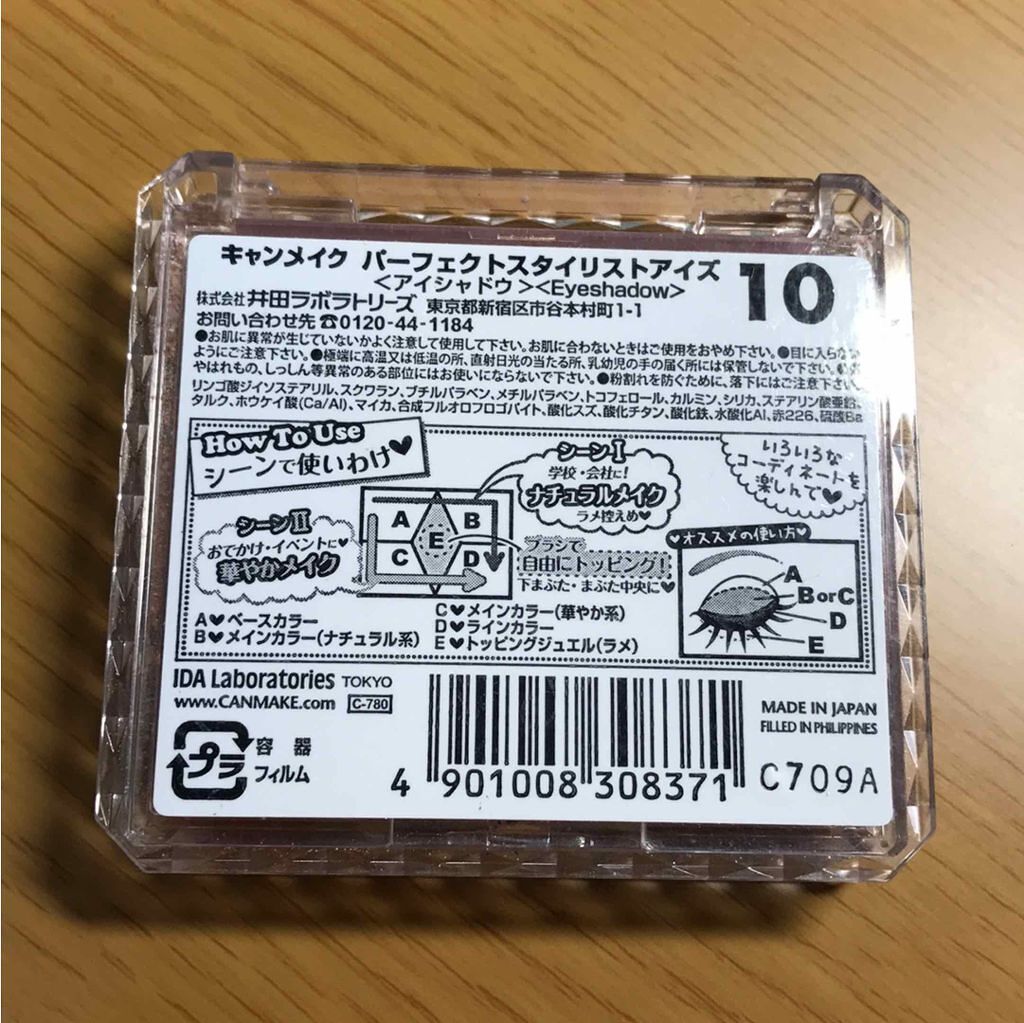 キャンメイク パーフェクトスタイリストアイズ 10
<アイシャドウ><Eyeshadow>
株式会社 井田ラボラトリーズ 東京都新宿区市谷本村町1-1
お問い合わせ先☎0120-44-1184
●お肌に異常が生じていないかよく注意して使用して下さい。お肌に合わないときはご使用をおやめ下さい。●目に入らない
ようにご注意下さい。●極端に高温又は低温の所、直射日光の当たる所、乳幼児の手の届く所には保管しないで下さい。
やはれもの、しっしん等異常のある部位にはお使いにならないで下さい。●粉割れを防ぐために、落下にはご注意下さい。
リンゴ酸ジイソステアリル、スクワラン、ブチルパラベン、メチルパラベン、トコフェロール、カルミン、シリカ、ステアリン酸亜鉛、
タルク、ホウケイ酸(Ca/Al)、マイカ、合成フルオロフロゴパイト、酸化スズ、酸化チタン、酸化鉄、水酸化Al、赤226、硫酸Ba
How To Use
シーンで使いわけ♥
シーンⅠ
学校・会社に!
ナチュラルメイク
ラメ控えめ♥
いろいろな
コーディネートを
楽しんで♥
シーンⅡ
おでかけ・イベントに♥
華やかメイク
A B
E
C D
ブラシで
自由にトッピング!
下まぶた・まぶた中央に♥
♥オススメの使い方♥
A
B or C
D
E
A♥ベースカラー
B♥メインカラー(ナチュラル系)
C♥メインカラー(華やか系)
D♥ラインカラー
E♥トッピングジュエル(ラメ)
IDA Laboratories TOKYO
www.CANMAKE.com C-780
MADE IN JAPAN
FILLED IN PHILIPPINES
プラ
容器
フィルム
4 901008 308371
C709A